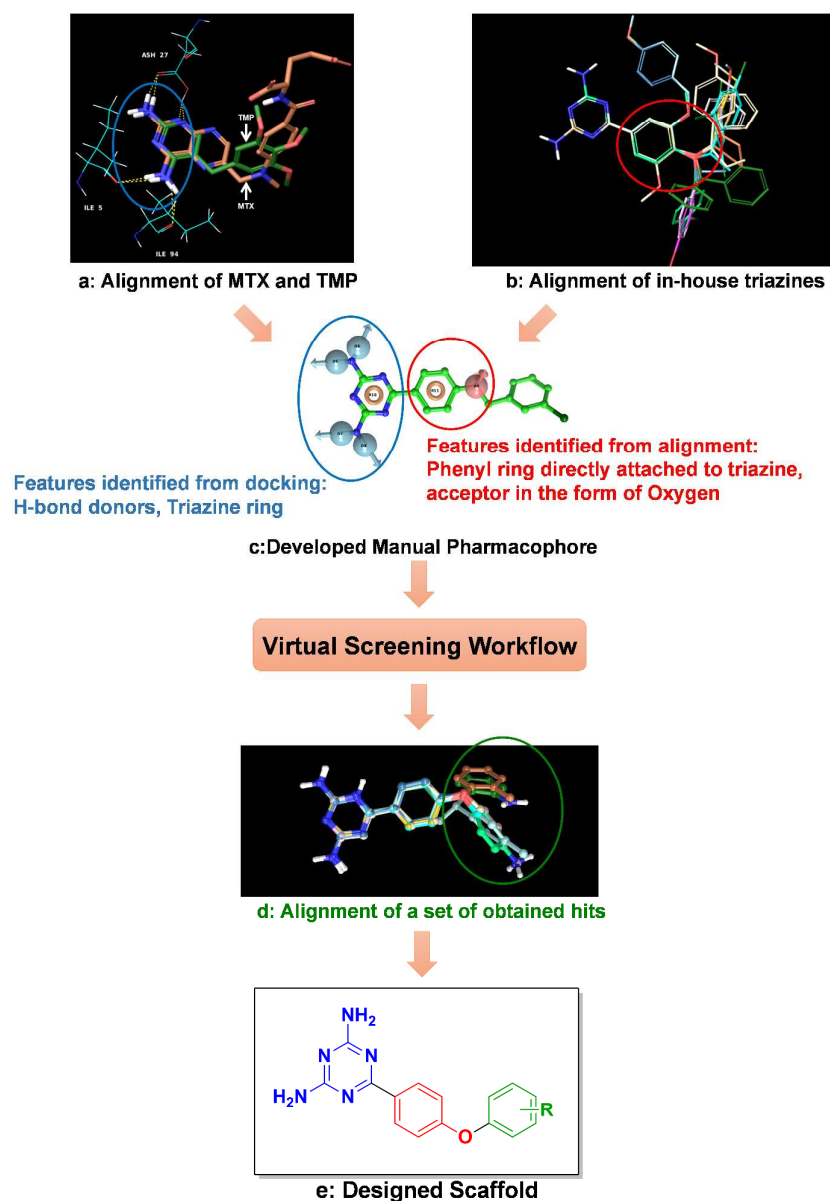 ASH 27
TMP
MTX
ILE 5
ILE 94
a: Alignment of MTX and TMP
b: Alignment of in-house triazines
R10
R11
D7
Features identified from docking:
H-bond donors, Triazine ring
Features identified from alignment:
Phenyl ring directly attached to triazine,
acceptor in the form of Oxygen
c:Developed Manual Pharmacophore
Virtual Screening Workflow
d: Alignment of a set of obtained hits
NH2
N
N
H2N
N
O
R
e: Designed Scaffold